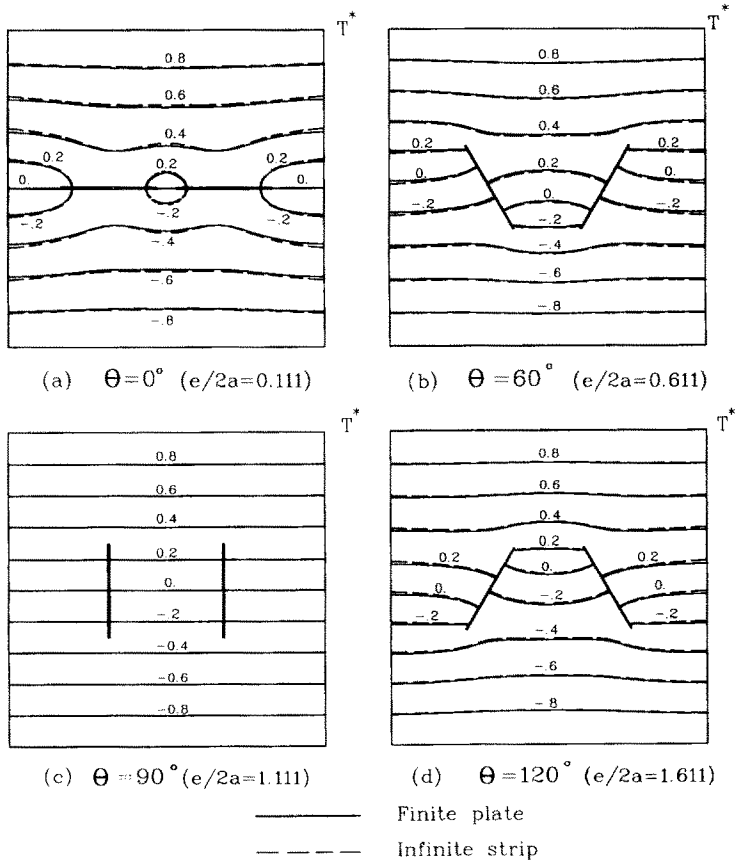 T*
0.8
0.6
0.4
0.2 0.2 0.2
0. 0.
-.2 -.2 -.2
-.4
-.6
-.8
(a) Θ=0° (e/2a=0.111)
T*
0.8
0.6
0.4
0.2 0.2 0.2
0. 0. 0.
-.2 -.2 -.2
-.4
-.6
-.8
(b) Θ=60° (e/2a=0.611)
T*
0.8
0.6
0.4
0.2
0.
-.2
-0.4
-0.6
-0.8
(c) Θ=90° (e/2a=1.111)
T*
0.8
0.6
0.4
0.2 0.2 0.2
0. 0. 0.
-.2 -.2 -.2
-.4
-.6
-.8
(d) Θ=120° (e/2a=1.611)
Finite plate
Infinite strip